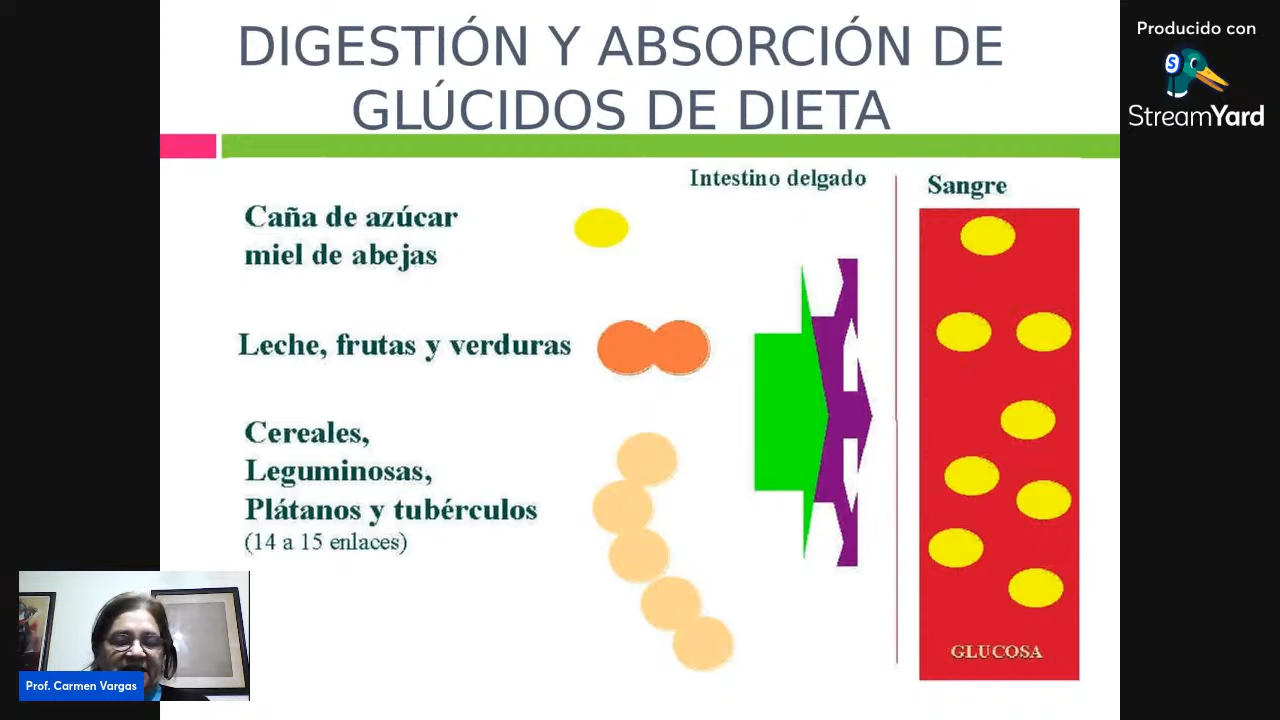 DIGESTIÓN Y ABSORCIÓN DE
GLÚCIDOS DE DIETA
Producido con
StreamYard
Intestino delgado
Sangre
Caña de azúcar
miel de abejas
Leche, frutas y verduras
Cereales,
Leguminosas,
Plátanos y tubérculos
(14 a 15 enlaces)
GLUCOSA
Prof. Carmen Vargas